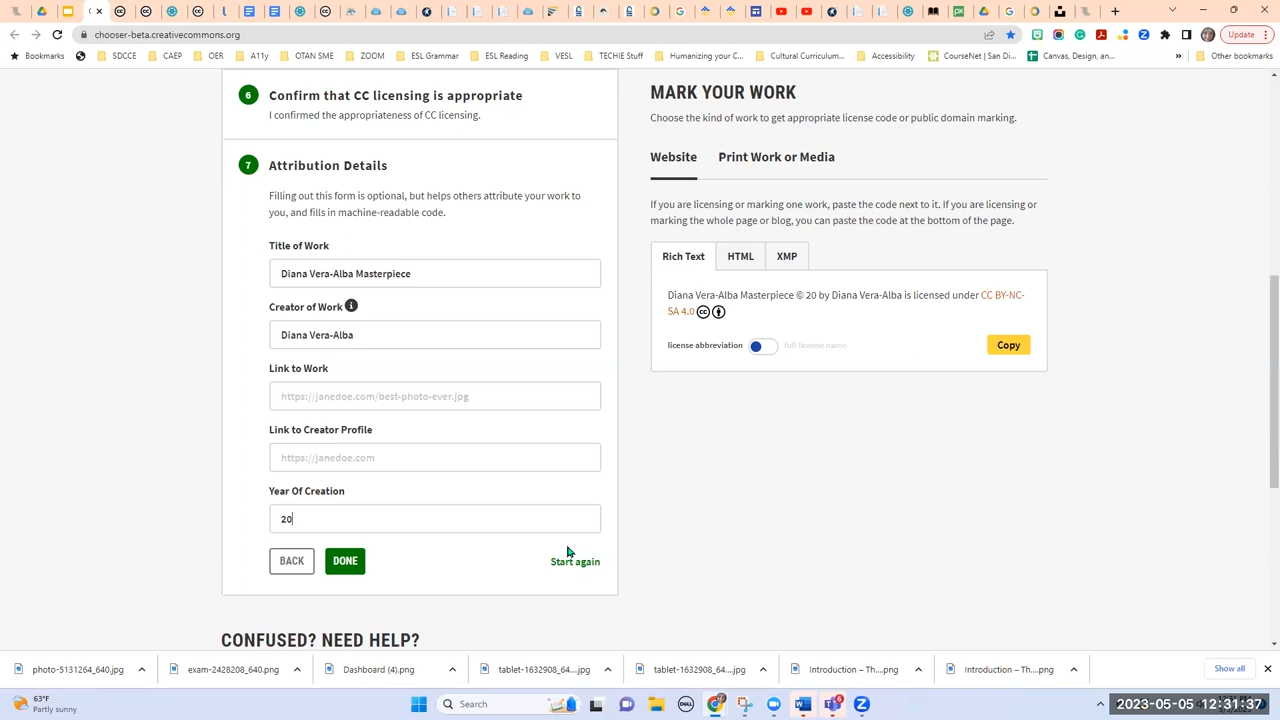 chooser-beta.creativecommons.org
Update
Bookmarks SDCCE CAEP OER A11y OTAN SME ZOOM ESL Grammar ESL Reading VESL TECHIE Stuff Humanizing your C... Cultural Curriculum... Accessibility CourseNet | San Di... Canvas, Design, an... » Other bookmarks
6 Confirm that CC licensing is appropriate
I confirmed the appropriateness of CC licensing.
7 Attribution Details
Filling out this form is optional, but helps others attribute your work to
you, and fills in machine-readable code.
Title of Work
Diana Vera-Alba Masterpiece
Creator of Work
Diana Vera-Alba
Link to Work
https://janedoe.com/best-photo-ever.jpg
Link to Creator Profile
https://janedoe.com
Year Of Creation
20
BACK DONE Start again
CONFUSED? NEED HELP?
MARK YOUR WORK
Choose the kind of work to get appropriate license code or public domain marking.
Website Print Work or Media
If you are licensing or marking one work, paste the code next to it. If you are licensing or
marking the whole page or blog, you can paste the code at the bottom of the page.
Rich Text HTML XMP
Diana Vera-Alba Masterpiece © 20 by Diana Vera-Alba is licensed under CC BY-NC-
SA 4.0
license abbreviation full license name Copy
photo-5131264_640.jpg exam-2428208_640.png Dashboard (4).png tablet-1632908_64....jpg tablet-1632908_64....jpg Introduction – Th....png Introduction – Th....png Show all
63°F
Partly sunny
Search
6
2023-05-05 12:31:37